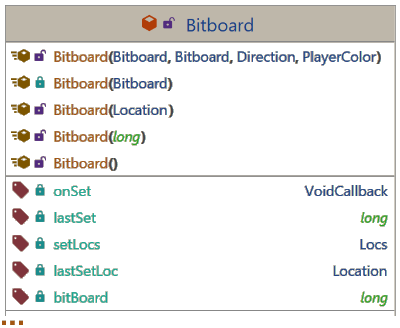 Bitboard
Bitboard(Bitboard, Bitboard, Direction, PlayerColor)
Bitboard(Bitboard)
Bitboard(Location)
Bitboard(long)
Bitboard()
onSet VoidCallback
lastSet long
setLocs Locs
lastSetLoc Location
bitBoard long